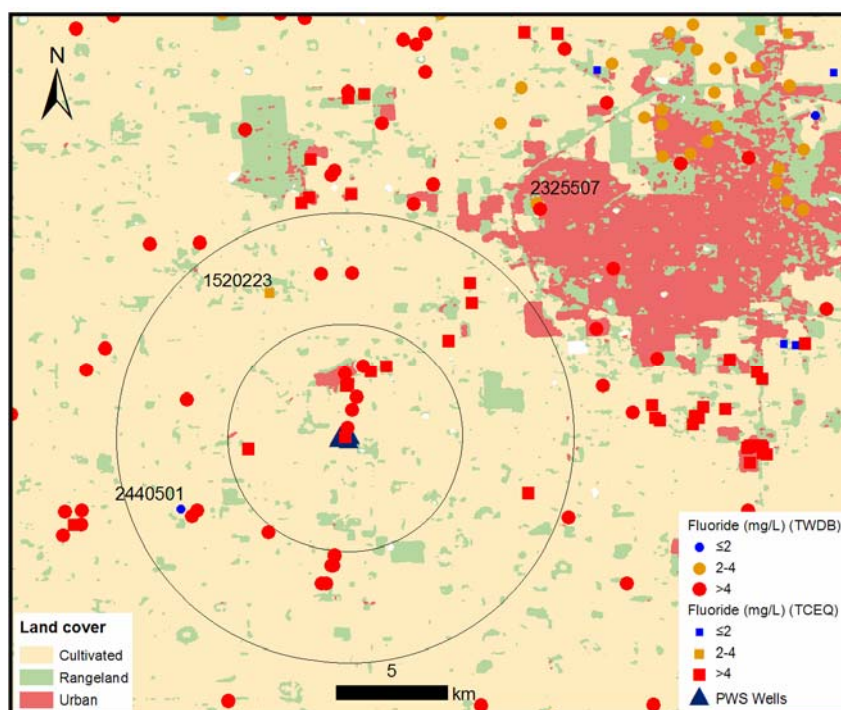 N
2325507
1520223
2440501
Fluoride (mg/L) (TWDB)
≤2
2-4
>4
Fluoride (mg/L) (TCEQ)
≤2
2-4
>4
PWS Wells
Land cover
Cultivated
Rangeland
Urban
5
km